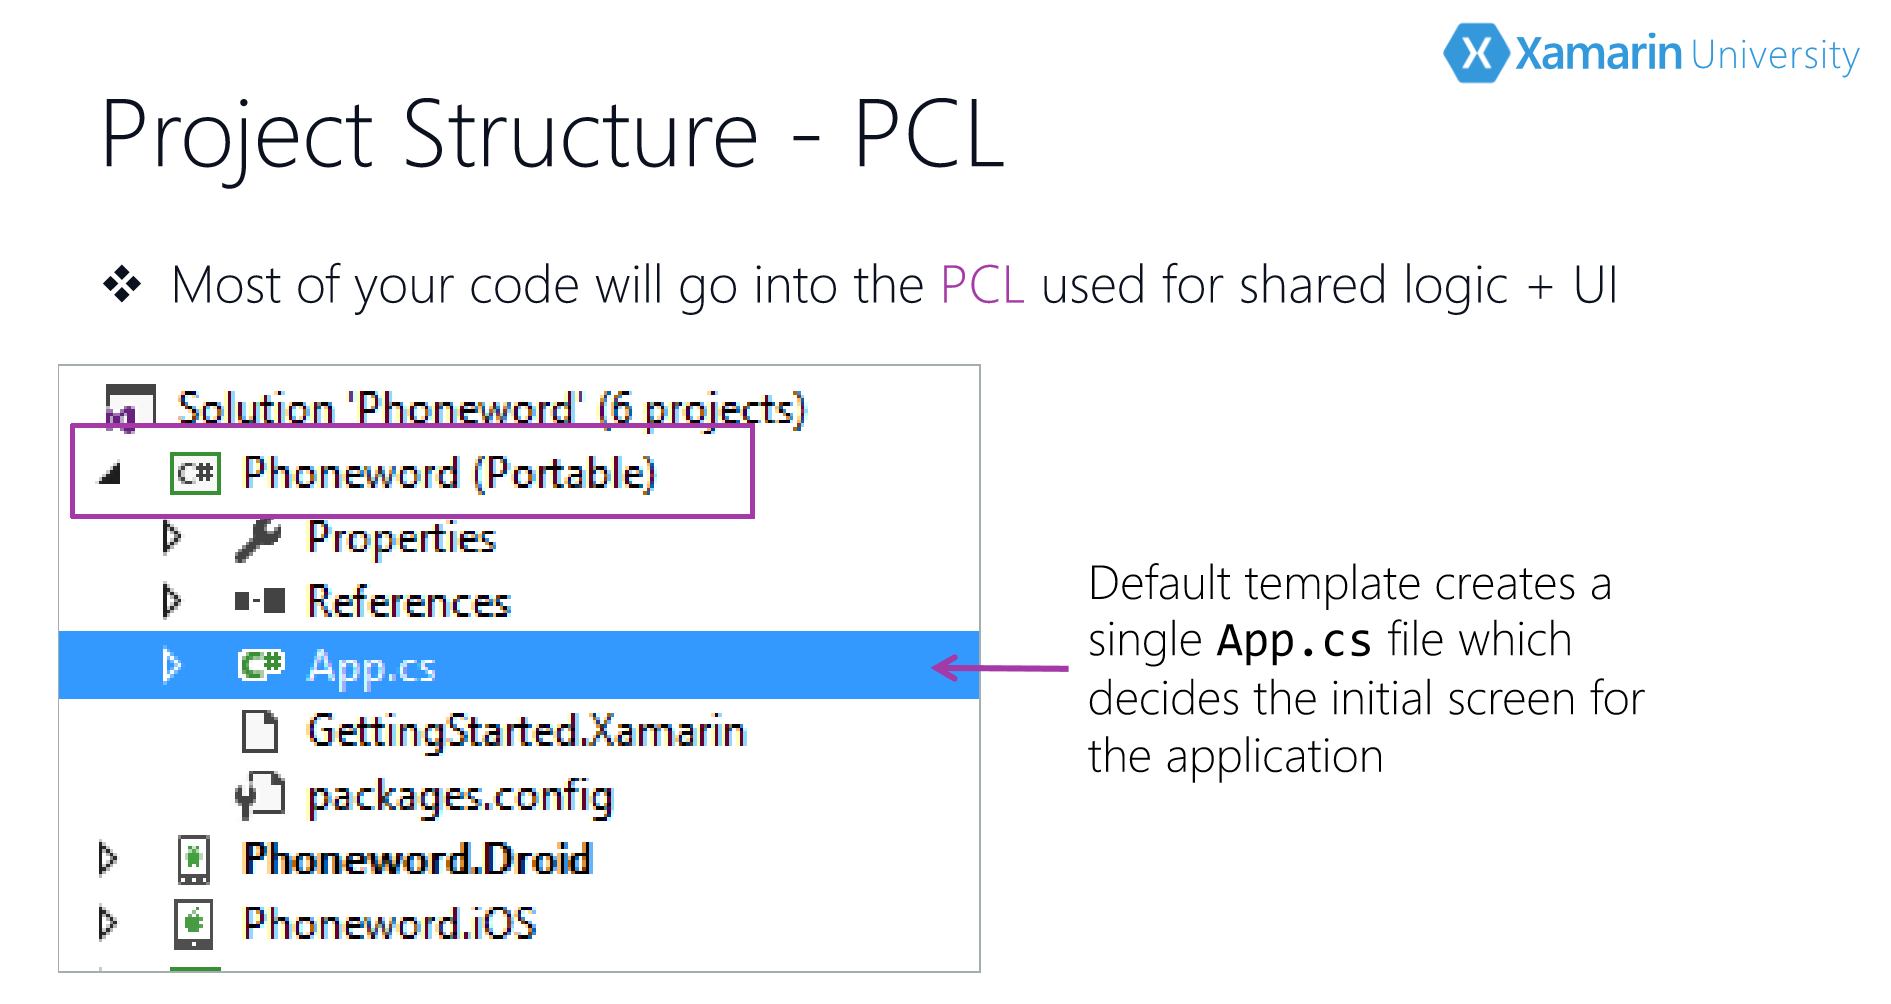 Xamarin University
Project Structure - PCL
❖ Most of your code will go into the PCL used for shared logic + UI
Solution 'Phoneword' (6 projects)
C# Phoneword (Portable)
Properties
References
C# App.cs
GettingStarted.Xamarin
packages.config
Phoneword.Droid
Phoneword.iOS
Default template creates a
single App.cs file which
decides the initial screen for
the application